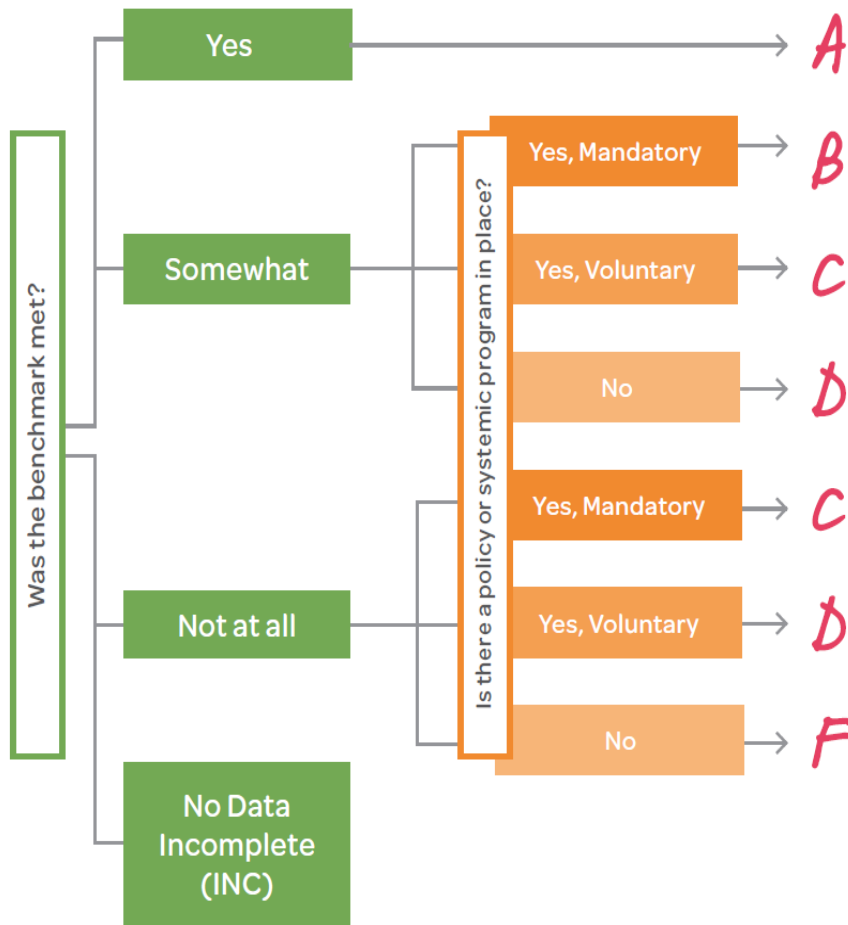 Was the benchmark met?
Yes
A
Somewhat
Is there a policy or systemic program in place?
Yes, Mandatory
B
Yes, Voluntary
C
No
D
Not at all
Yes, Mandatory
C
Yes, Voluntary
D
No
F
No Data
Incomplete
(INC)